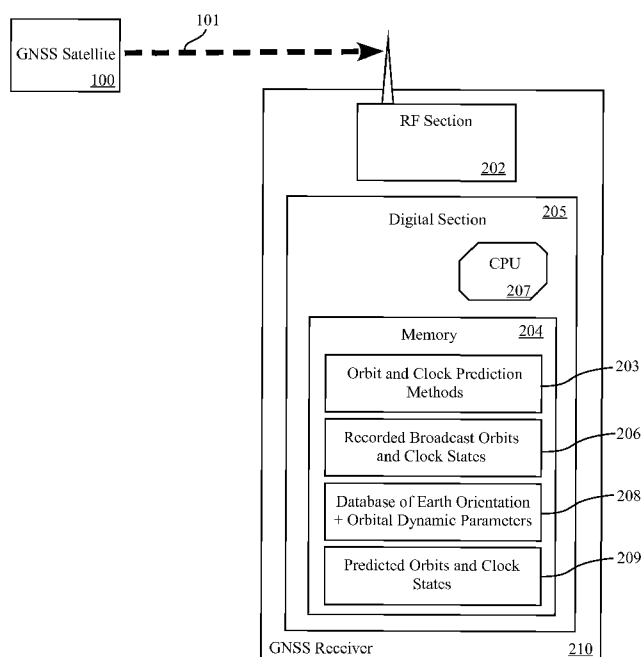 101
GNSS Satellite
100
RF Section
202
205
Digital Section
CPU
207
204
Memory
Orbit and Clock Prediction
Methods
203
Recorded Broadcast Orbits
and Clock States
206
Database of Earth Orientation
+ Orbital Dynamic Parameters
208
Predicted Orbits and Clock
States
209
GNSS Receiver
210